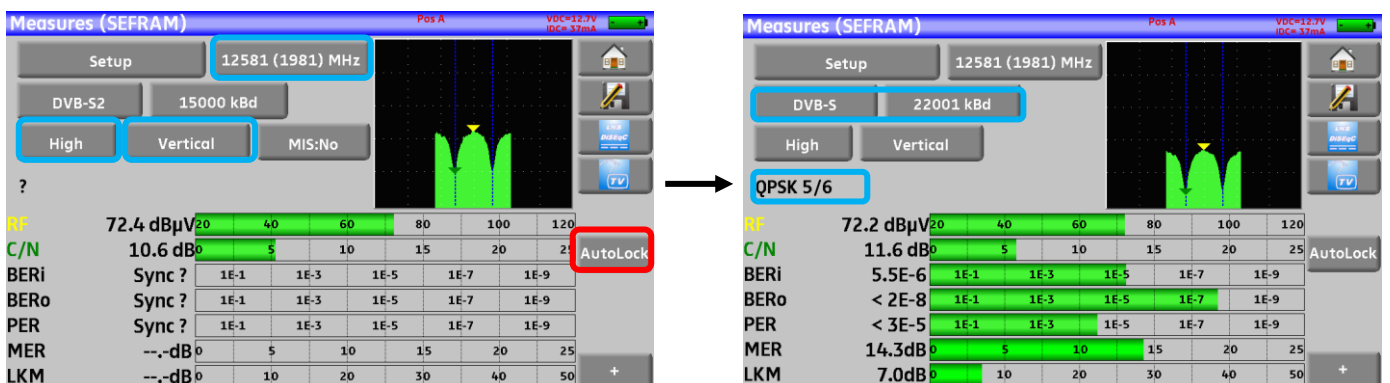 Measures (SEFRAM)
Pos A
VDC=12.7V
IDC= 37mA
- +
Setup
12581 (1981) MHz
DVB-S2
15000 kBd
High
Vertical
MIS:No
LNB
DiSEqC
TV
?
RF 72.4 dBµV 20 40 60 80 100 120
C/N 10.6 dB 0 5 10 15 20 25
AutoLock
BERi Sync ? 1E-1 1E-3 1E-5 1E-7 1E-9
BERo Sync ? 1E-1 1E-3 1E-5 1E-7 1E-9
PER Sync ? 1E-1 1E-3 1E-5 1E-7 1E-9
MER --.-dB 0 5 10 15 20 25
LKM --.-dB 0 10 20 30 40 50
+
Measures (SEFRAM)
Pos A
VDC=12.7V
IDC= 37mA
- +
Setup
12581 (1981) MHz
DVB-S
22001 kBd
High
Vertical
LNB
DiSEqC
TV
QPSK 5/6
RF 72.2 dBµV 20 40 60 80 100 120
C/N 11.6 dB 0 5 10 15 20 25
AutoLock
BERi 5.5E-6 1E-1 1E-3 1E-5 1E-7 1E-9
BERo < 2E-8 1E-1 1E-3 1E-5 1E-7 1E-9
PER < 3E-5 1E-1 1E-3 1E-5 1E-7 1E-9
MER 14.3dB 0 5 10 15 20 25
LKM 7.0dB 0 10 20 30 40 50
+